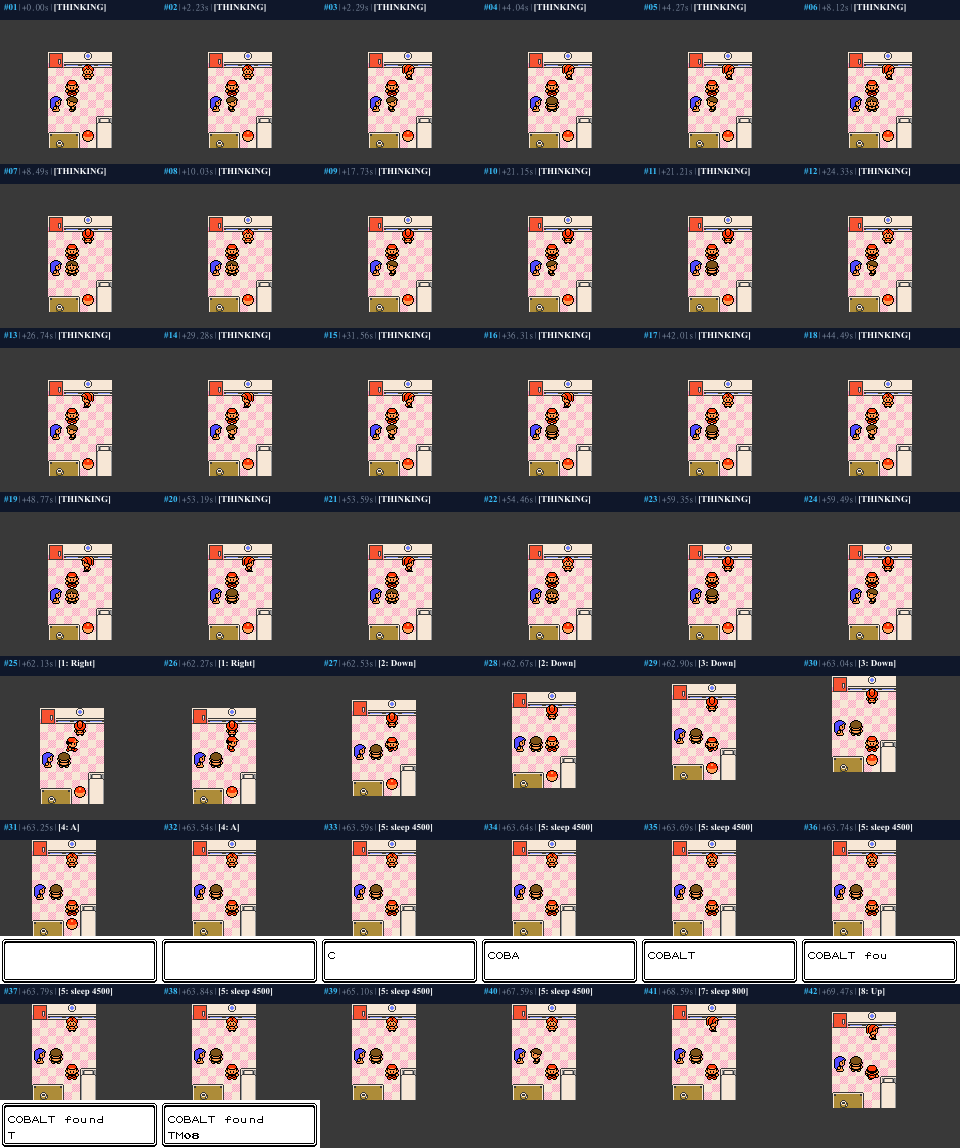 #01|+0.00s|[THINKING]
#02|+2.23s|[THINKING]
#03|+2.29s|[THINKING]
#04|+4.04s|[THINKING]
#05|+4.27s|[THINKING]
#06|+8.12s|[THINKING]
#07|+8.49s|[THINKING]
#08|+10.03s|[THINKING]
#09|+17.73s|[THINKING]
#10|+21.15s|[THINKING]
#11|+21.21s|[THINKING]
#12|+24.33s|[THINKING]
#13|+26.74s|[THINKING]
#14|+29.28s|[THINKING]
#15|+31.56s|[THINKING]
#16|+36.31s|[THINKING]
#17|+42.01s|[THINKING]
#18|+44.49s|[THINKING]
#19|+48.77s|[THINKING]
#20|+53.19s|[THINKING]
#21|+53.59s|[THINKING]
#22|+54.46s|[THINKING]
#23|+59.35s|[THINKING]
#24|+59.49s|[THINKING]
#25|+62.13s|[1: Right]
#26|+62.27s|[1: Right]
#27|+62.53s|[2: Down]
#28|+62.67s|[2: Down]
#29|+62.90s|[3: Down]
#30|+63.04s|[3: Down]
#31|+63.25s|[4: A]
#32|+63.54s|[4: A]
#33|+63.59s|[5: sleep 4500]
C
#34|+63.64s|[5: sleep 4500]
COBA
#35|+63.69s|[5: sleep 4500]
COBALT
#36|+63.74s|[5: sleep 4500]
COBALT fou
#37|+63.79s|[5: sleep 4500]
COBALT found
T
#38|+63.84s|[5: sleep 4500]
COBALT found
TM08
#39|+65.10s|[5: sleep 4500]
#40|+67.59s|[5: sleep 4500]
#41|+68.59s|[7: sleep 800]
#42|+69.47s|[8: Up]